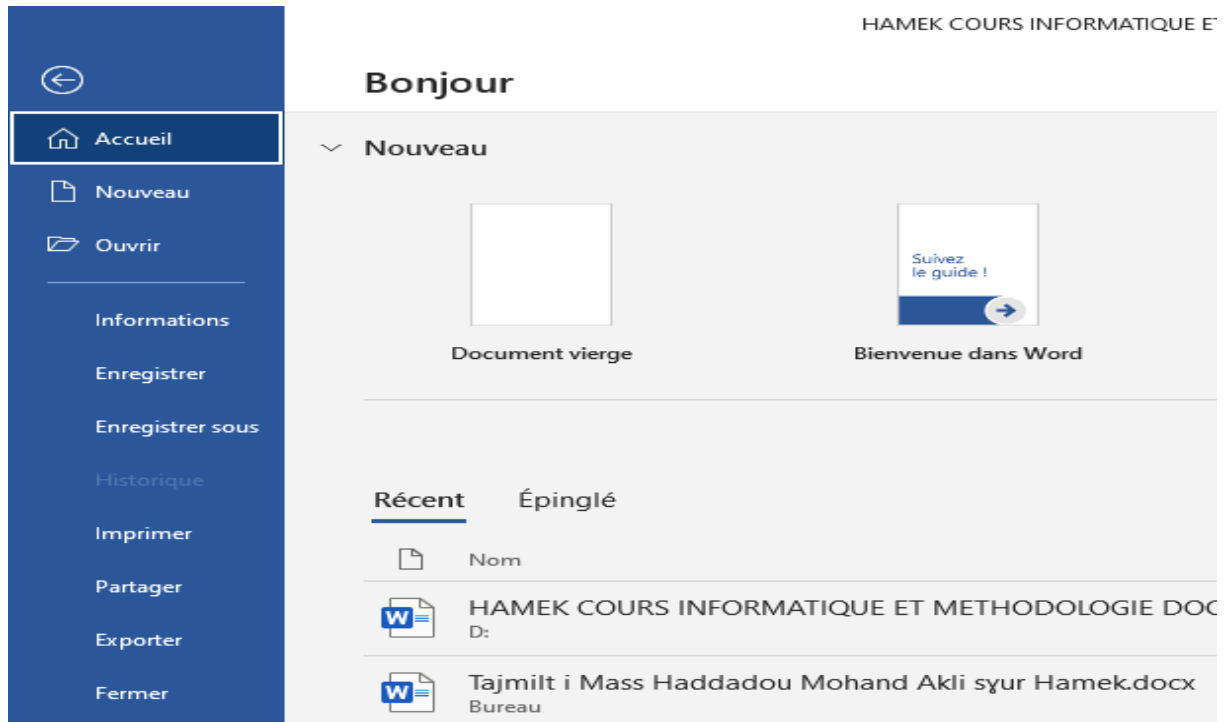 HAMEK COURS INFORMATIQUE ET
Bonjour
Accueil
Nouveau
Ouvrir
Informations
Enregistrer
Enregistrer sous
Historique
Imprimer
Partager
Exporter
Fermer
Nouveau
Suivez
le guide !
Document vierge
Bienvenue dans Word
Récent
Épinglé
Nom
HAMEK COURS INFORMATIQUE ET METHODOLOGIE DOC
D:
Tajmilt i Mass Haddadou Mohand Akli sɣur Hamek.docx
Bureau